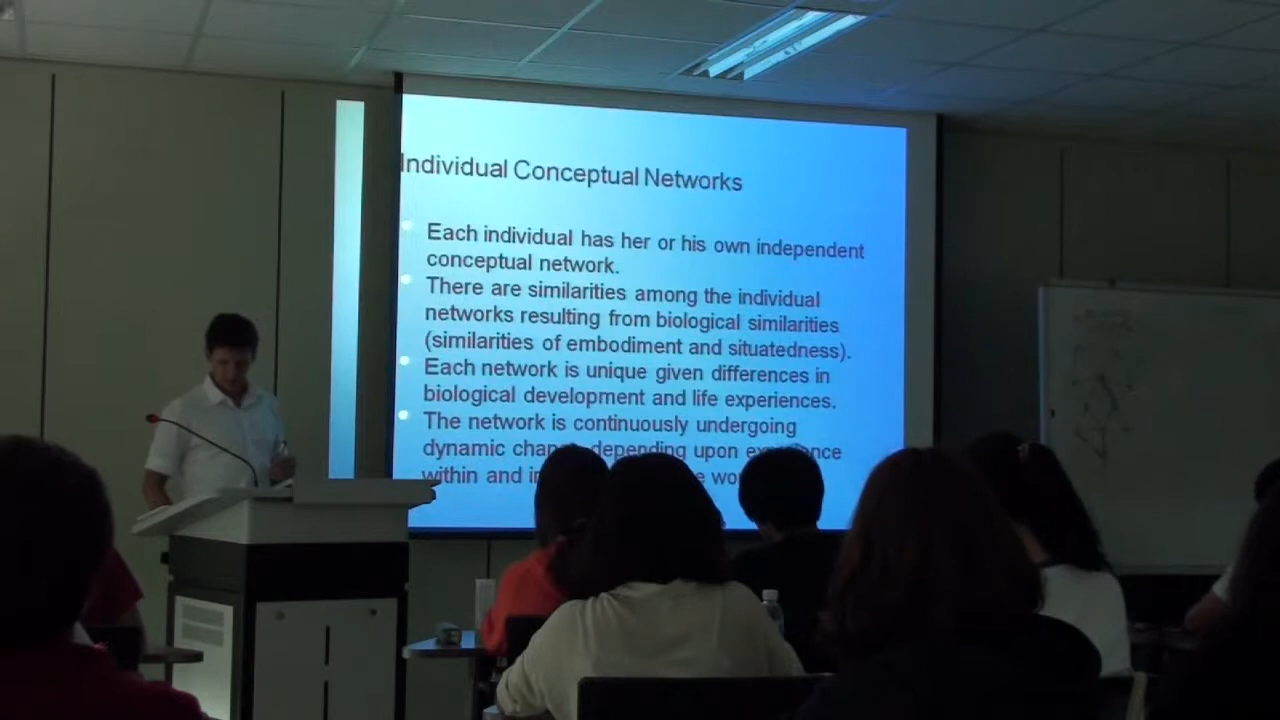 Individual Conceptual Networks
Each individual has her or his own independent
conceptual network.
There are similarities among the individual
networks resulting from biological similarities
(similarities of embodiment and situatedness).
Each network is unique given differences in
biological development and life experiences.
The network is continuously undergoing
dynamic depending upon
within and